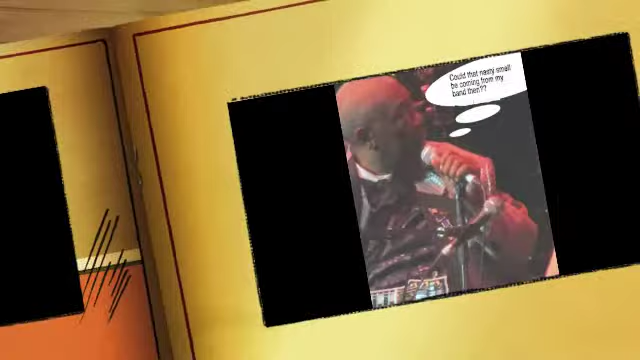 Could that nasty smell
be coming from my
band then??